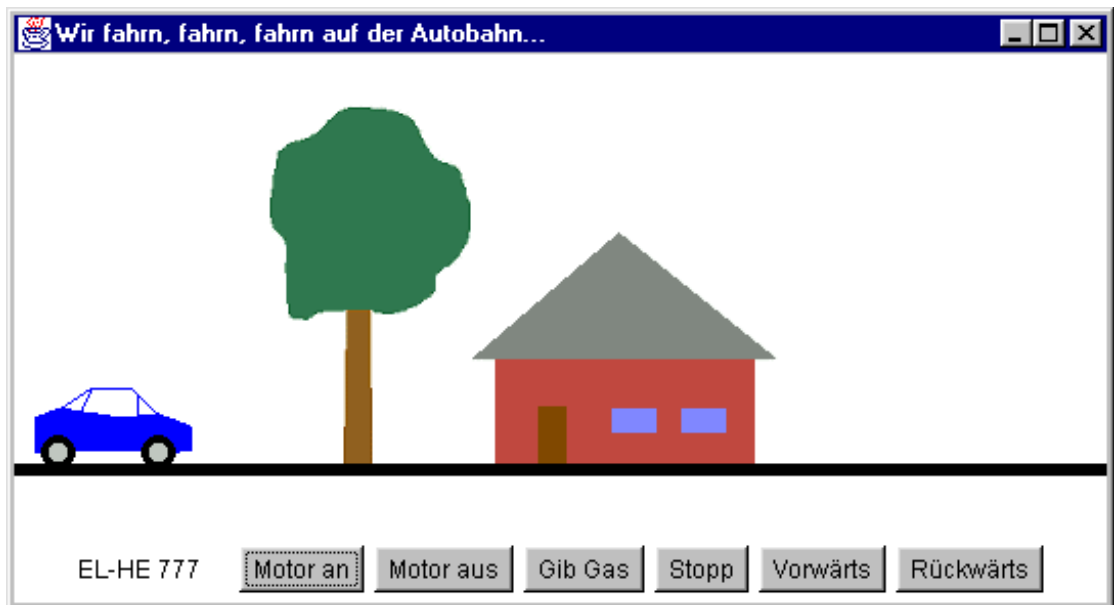 Wir fahrn, fahrn, fahrn auf der Autobahn...
EL-HE 777 Motor an Motor aus Gib Gas Stopp Vorwärts Rückwärts